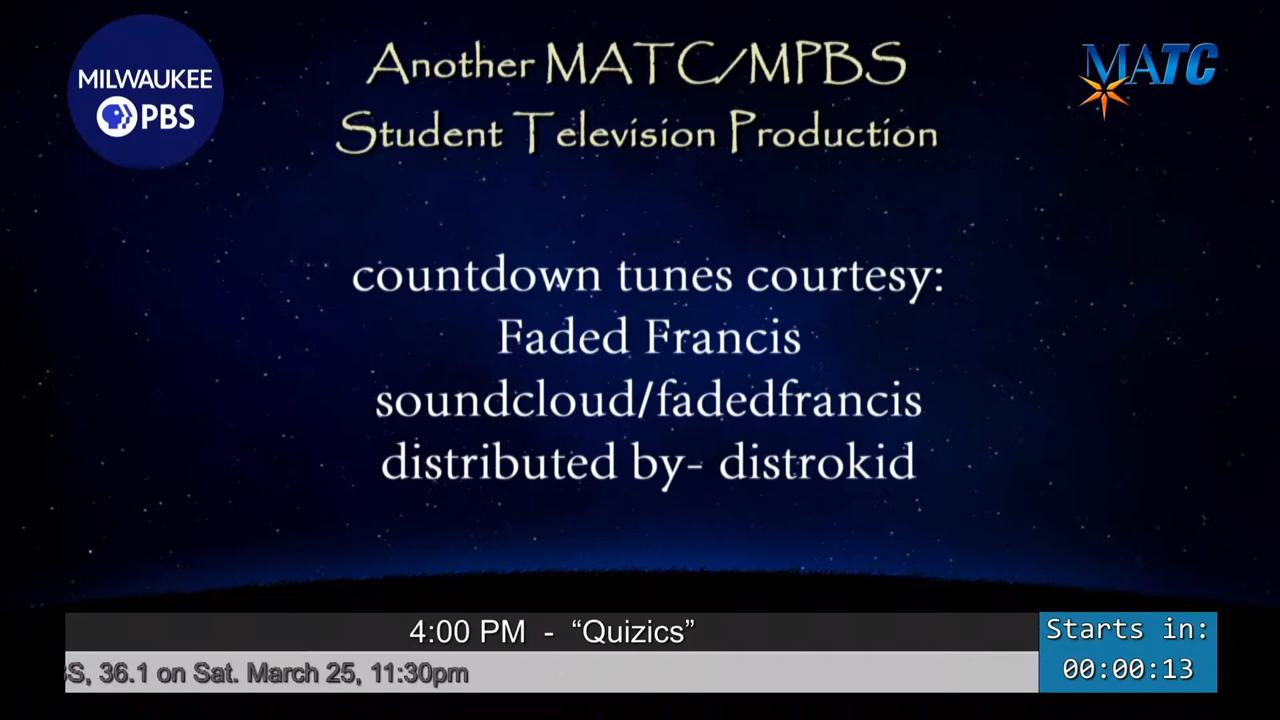 MILWAUKEE
PBS
Another MATC/MPBS
Student Television Production
MATC
countdown tunes courtesy:
Faded Francis
soundcloud/fadedfrancis
distributed by- distrokid
4:00 PM - “Quizics”
Starts in:
00:00:13
S, 36.1 on Sat. March 25, 11:30pm